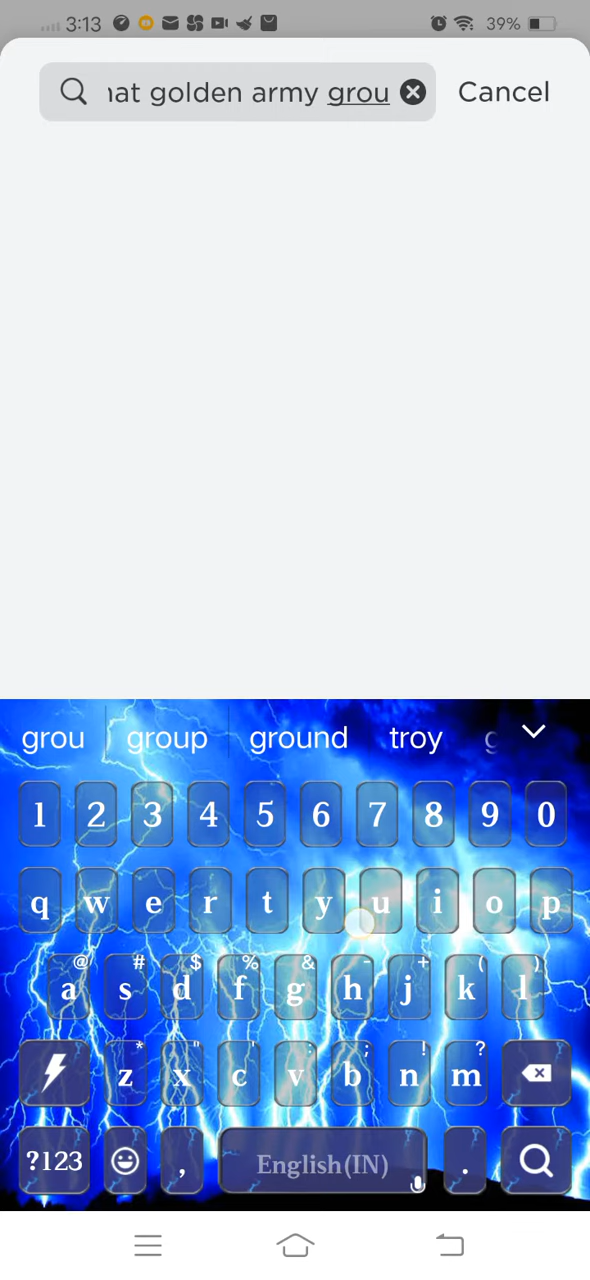 3:13 39%
golden army grou Cancel
grou group ground troy
1 2 3 4 5 6 7 8 9 0
q w e r t y u i o p
@ # $ % & - + ( )
a s d f g h j k l
* " ' : ; ! ?
z x c v b n m
?123 , English(IN) .